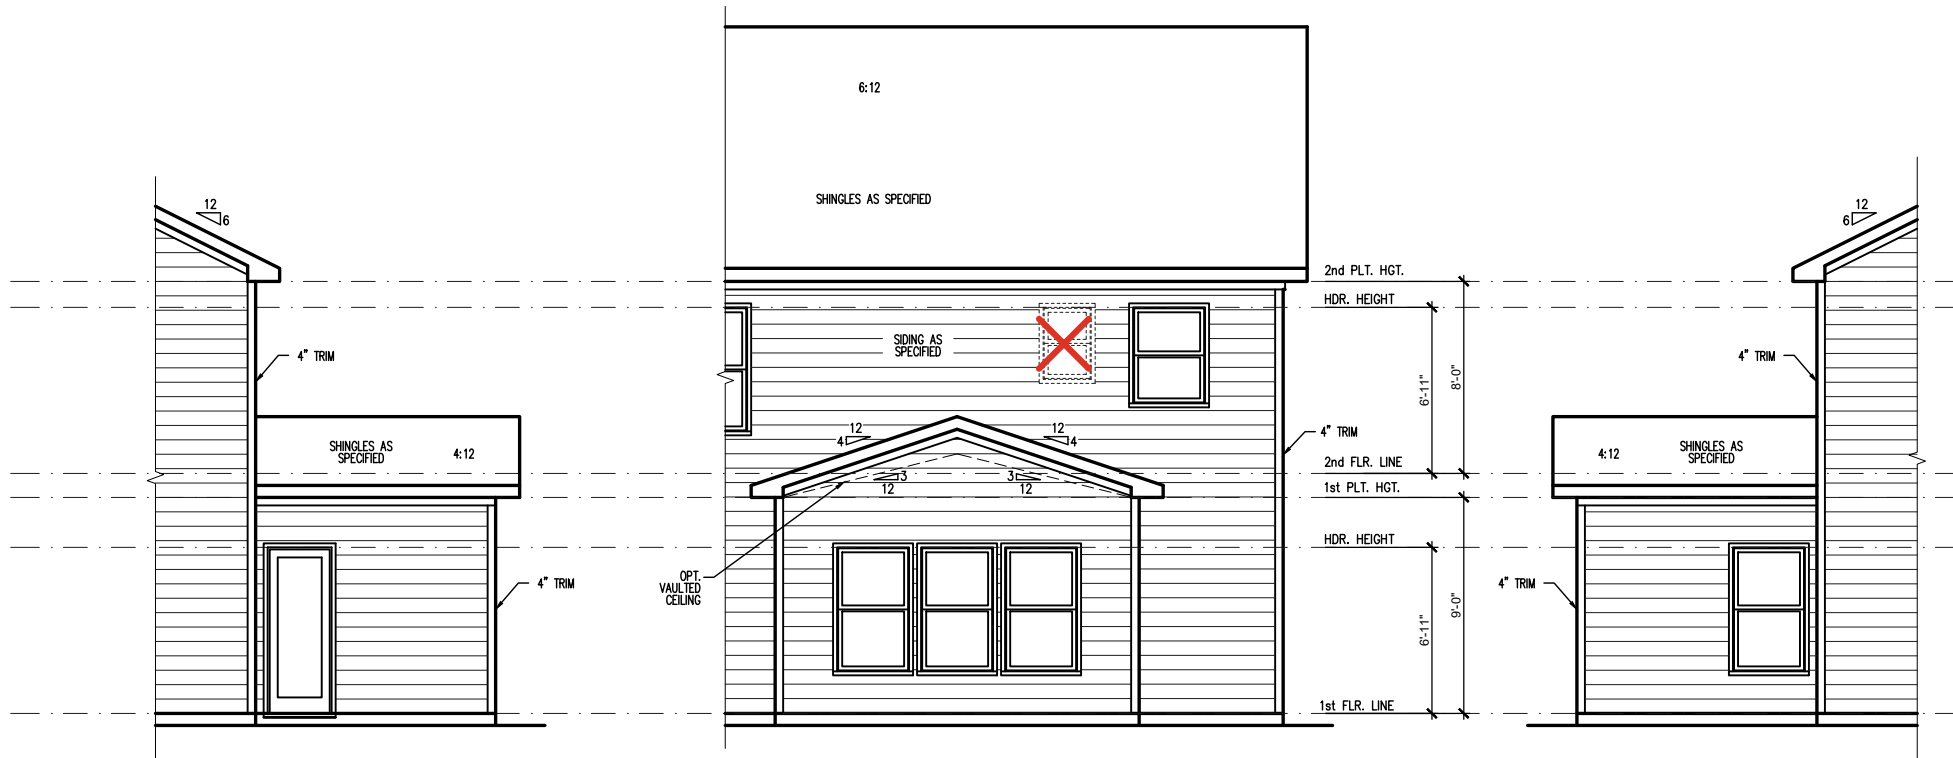 12
6
4" TRIM
SHINGLES AS
SPECIFIED
4:12
4" TRIM
6:12
SHINGLES AS SPECIFIED
SIDING AS
SPECIFIED
12
4
12
4
3
12
3
12
OPT.
VAULTED
CEILING
4" TRIM
2nd PLT. HGT.
HDR. HEIGHT
6'-11"
8'-0"
2nd FLR. LINE
1st PLT. HGT.
HDR. HEIGHT
6'-11"
9'-0"
1st FLR. LINE
12
6
4" TRIM
4:12
SHINGLES AS
SPECIFIED
4" TRIM